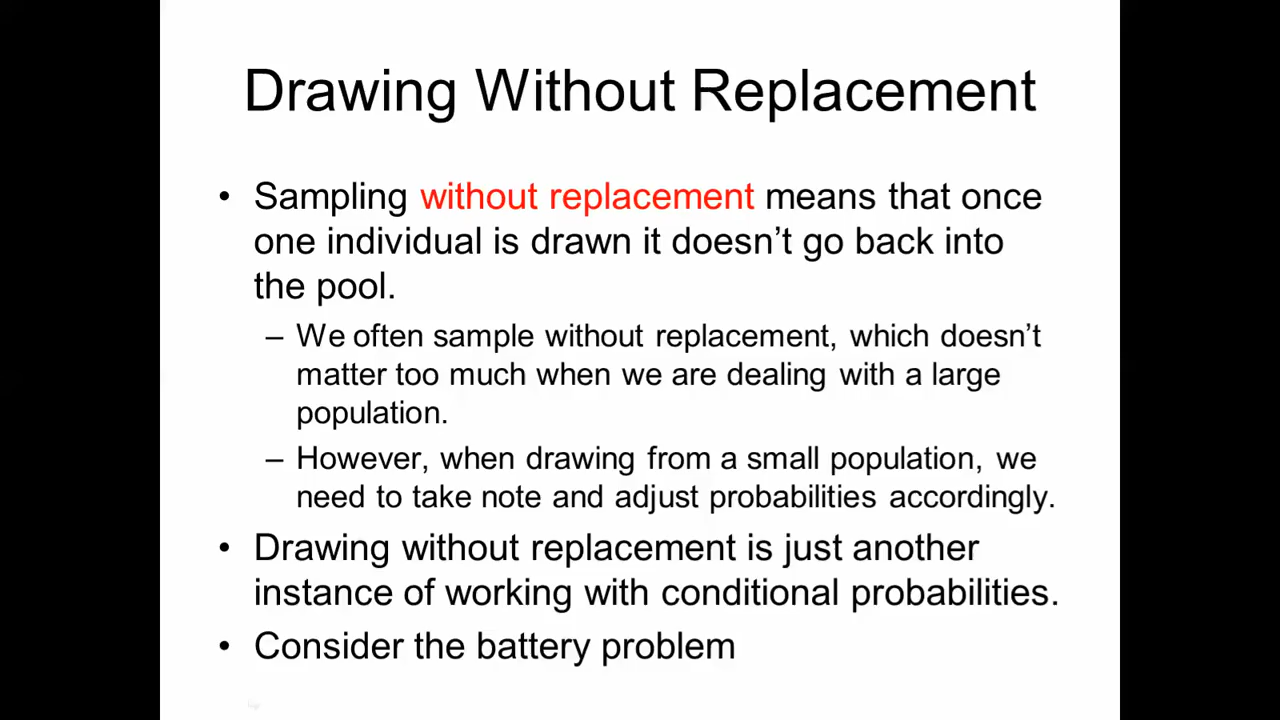 Drawing Without Replacement
• Sampling without replacement means that once
one individual is drawn it doesn’t go back into
the pool.
– We often sample without replacement, which doesn’t
matter too much when we are dealing with a large
population.
– However, when drawing from a small population, we
need to take note and adjust probabilities accordingly.
• Drawing without replacement is just another
instance of working with conditional probabilities.
• Consider the battery problem